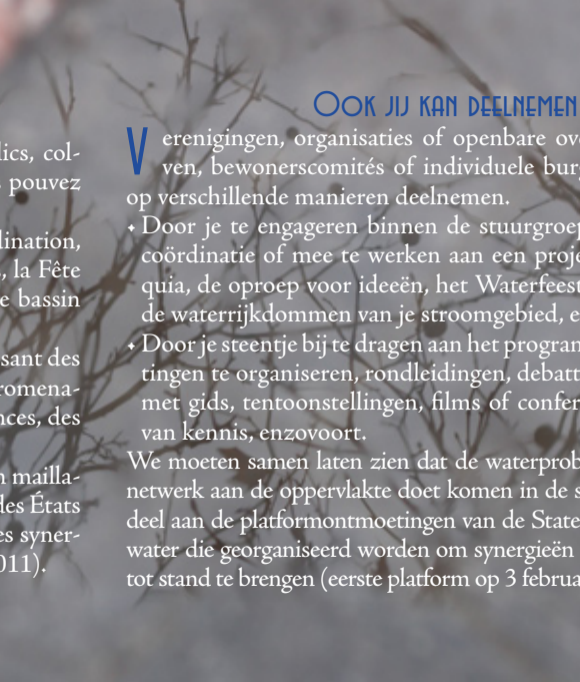 lics, col-
pouvez
lination,
, la Fête
e bassin
sant des
romena-
nces, des
n mailla-
des États
es syner-
011).
Ook jij kan deelnemen
Verenigingen, organisaties of openbare ove
ven, bewonerscomités of individuele burg
op verschillende manieren deelnemen.
• Door je te engageren binnen de stuurgroep
coördinatie of mee te werken aan een proje
quia, de oproep voor ideeën, het Waterfeest
de waterrijkdommen van je stroomgebied, e
• Door je steentje bij te dragen aan het program
tingen te organiseren, rondleidingen, debatt
met gids, tentoonstellingen, films of confer
van kennis, enzovoort.
We moeten samen laten zien dat de waterprob
netwerk aan de oppervlakte doet komen in de s
deel aan de platformontmoetingen van de State
water die georganiseerd worden om synergieën
tot stand te brengen (eerste platform op 3 februa